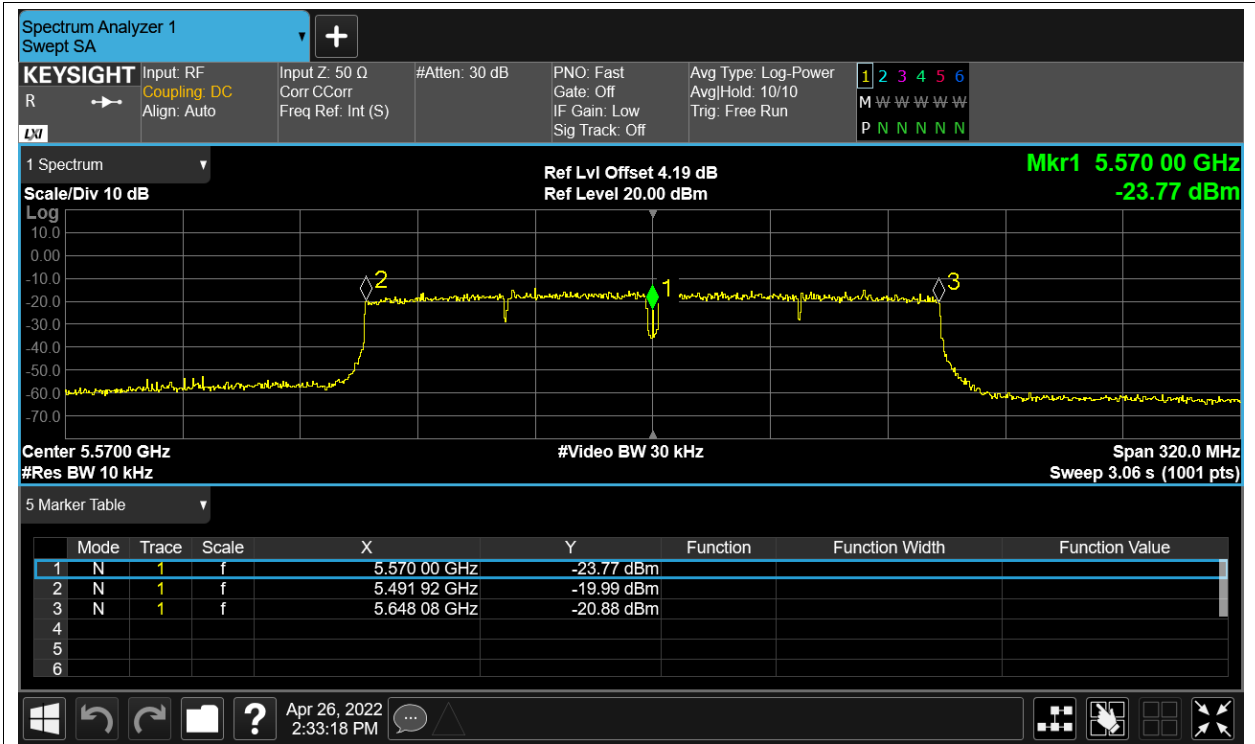 Spectrum Analyzer 1
Swept SA
+
KEYSIGHT
R
LXI
Input: RF
Coupling: DC
Align: Auto
Input Z: 50 Ω
Corr CCorr
Freq Ref: Int (S)
#Atten: 30 dB
PNO: Fast
Gate: Off
IF Gain: Low
Sig Track: Off
Avg Type: Log-Power
Avg|Hold: 10/10
Trig: Free Run
1 2 3 4 5 6
M W W W W W
P N N N N N
1 Spectrum
Scale/Div 10 dB
Ref Lvl Offset 4.19 dB
Ref Level 20.00 dBm
Mkr1 5.570 00 GHz
-23.77 dBm
Log
10.0
0.00
-10.0
-20.0
-30.0
-40.0
-50.0
-60.0
-70.0
2
1
3
Center 5.5700 GHz
#Video BW 30 kHz
Span 320.0 MHz
#Res BW 10 kHz
Sweep 3.06 s (1001 pts)
5 Marker Table
Mode Trace Scale X Y Function Function Width Function Value
1 N 1 f 5.570 00 GHz -23.77 dBm
2 N 1 f 5.491 92 GHz -19.99 dBm
3 N 1 f 5.648 08 GHz -20.88 dBm
4
5
6
?
Apr 26, 2022
2:33:18 PM